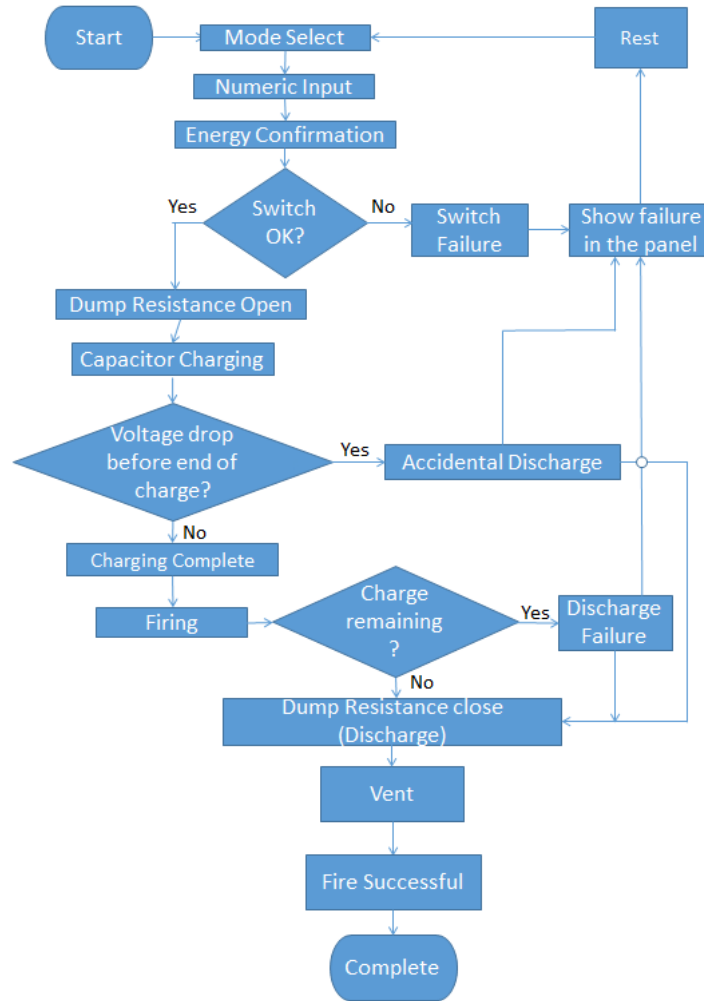 Start
Mode Select
Rest
Numeric Input
Energy Confirmation
Yes
Switch
OK?
No
Switch
Failure
Show failure
in the panel
Dump Resistance Open
Capacitor Charging
Voltage drop
before end of
charge?
Yes
Accidental Discharge
No
Charging Complete
Firing
Charge
remaining
?
Yes
Discharge
Failure
No
Dump Resistance close
(Discharge)
Vent
Fire Successful
Complete